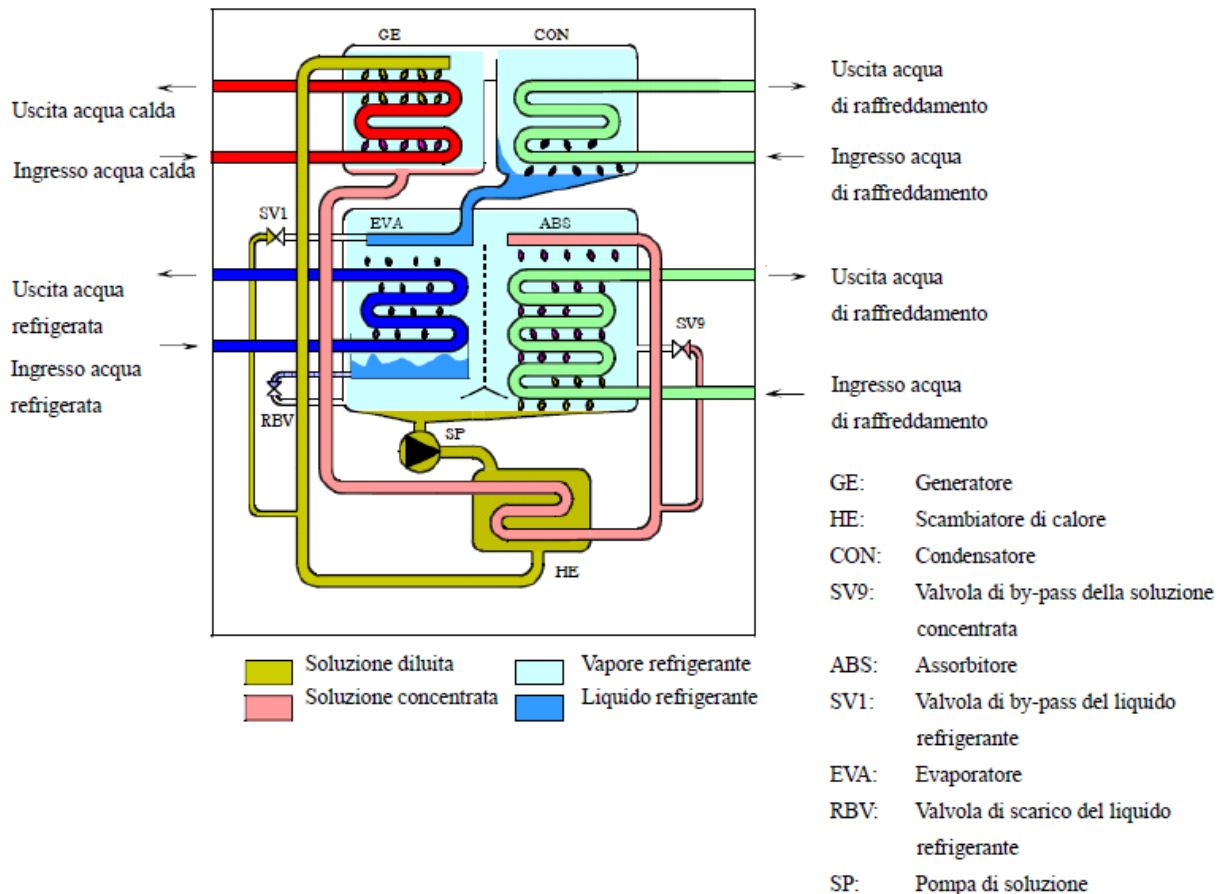 GE
CON
Uscita acqua calda
Ingresso acqua calda
Uscita acqua
di raffreddamento
Ingresso acqua
di raffreddamento
SV1
EVA
ABS
Uscita acqua
refrigerata
Ingresso acqua
refrigerata
Uscita acqua
di raffreddamento
SV9
Ingresso acqua
di raffreddamento
RBV
SP
HE
Soluzione diluita
Soluzione concentrata
Vapore refrigerante
Liquido refrigerante
GE: Generatore
HE: Scambiatore di calore
CON: Condensatore
SV9: Valvola di by-pass della soluzione
concentrata
ABS: Assorbitore
SV1: Valvola di by-pass del liquido
refrigerante
EVA: Evaporatore
RBV: Valvola di scarico del liquido
refrigerante
SP: Pompa di soluzione